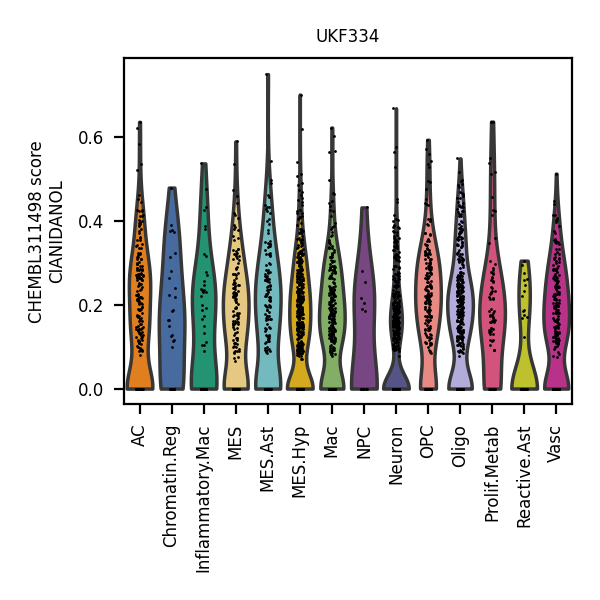 UKF334
CHEMBL311498 score
CIANIDANOL
0.6
0.4
0.2
0.0
AC
Chromatin.Reg
Inflammatory.Mac
MES
MES.Ast
MES.Hyp
Mac
NPC
Neuron
OPC
Oligo
Prolif.Metab
Reactive.Ast
Vasc